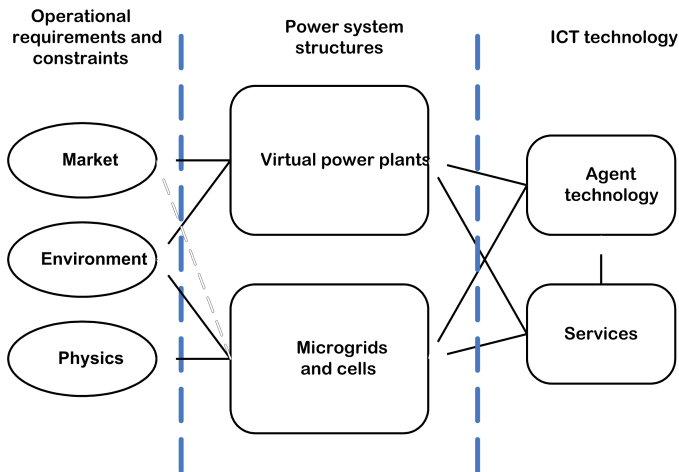 Operational
requirements and
constraints
Power system
structures
ICT technology
Market
Environment
Physics
Virtual power plants
Microgrids
and cells
Agent
technology
Services